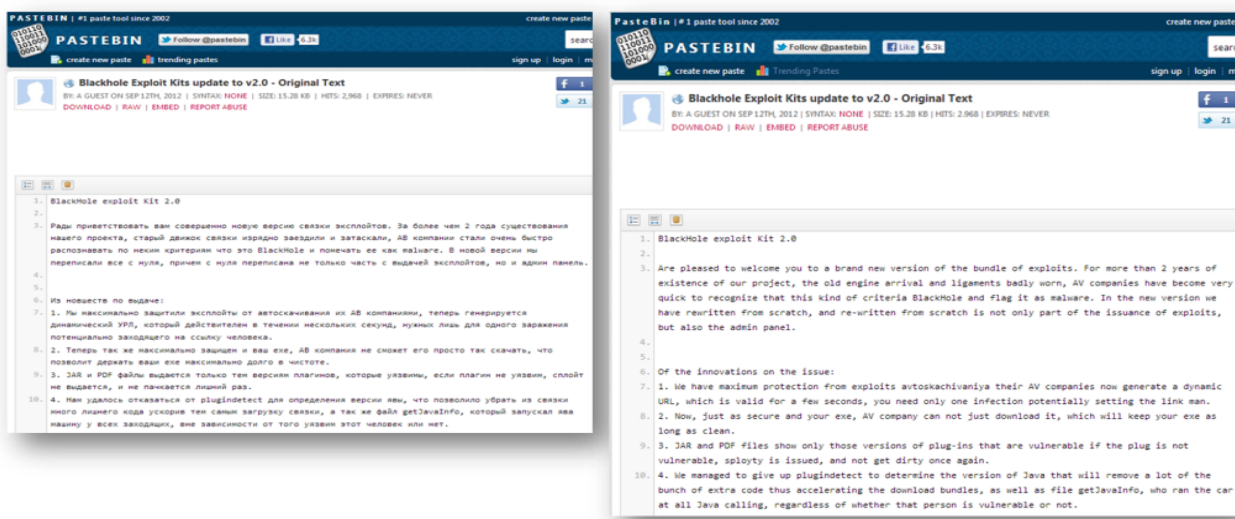 PASTEBIN | #1 paste tool since 2002
create new paste
PASTEBIN
Follow @pastebin
Like 6.3k
create new paste
trending pastes
sign up | login |
Blackhole Exploit Kits update to v2.0 - Original Text
BY: A GUEST ON SEP 12TH, 2012 | SYNTAX: NONE | SIZE: 15.28 KB | HITS: 2,968 | EXPIRES: NEVER
DOWNLOAD | RAW | EMBED | REPORT ABUSE
1
21
1. BlackHole exploit Kit 2.0
2.
3. Рады приветствовать вам совершенно новую версию связки эксплойтов. За более чем 2 года существования
нашего проекта, старый движок связки изрядно заездили и затаскали, АВ компании стали очень быстро
распознавать по неким критериям что это BlackHole и помечать ее как malware. В новой версии мы
переписали все с нуля, причем с нуля переписана не только часть с выдачей эксплойтов, но и админ панель.
4.
5.
6. Из новшеств по выдаче:
7. 1. Мы максимально защитили эксплойты от автоскачивания их АВ компаниями, теперь генерируется
динамический УРЛ, который действителен в течении нескольких секунд, нужных лишь для одного заражения
потенциально заходящего на ссылку человека.
8. 2. Теперь так же максимально защищен и ваш exe, АВ компания не сможет его просто так скачать, что
позволит держать ваши exe максимально долго в чистоте.
9. 3. JAR и PDF файлы выдаются только тем версиям плагинов, которые уязвимы, если плагин не уязвим, сплойт
не выдается, и не пачкается лишний раз.
10. 4. Нам удалось отказаться от plugindetect для определения версии явы, что позволило убрать из связки
много лишнего кода ускорив тем самым загрузку связки, а так же файл getJavaInfo, который запускал ява
машину у всех заходящих, вне зависимости от того уязвим этот человек или нет.
PasteBin | #1 paste tool since 2002
create new paste
PASTEBIN
Follow @pastebin
Like 6.3k
create new paste
Trending Pastes
sign up | login |
Blackhole Exploit Kits update to v2.0 - Original Text
BY: A GUEST ON SEP 12TH, 2012 | SYNTAX: NONE | SIZE: 15.28 KB | HITS: 2.968 | EXPIRES: NEVER
DOWNLOAD | RAW | EMBED | REPORT ABUSE
1
21
1. BlackHole exploit Kit 2.0
2.
3. Are pleased to welcome you to a brand new version of the bundle of exploits. For more than 2 years of
existence of our project, the old engine arrival and ligaments badly worn, AV companies have become very
quick to recognize that this kind of criteria BlackHole and flag it as malware. In the new version we
have rewritten from scratch, and re-written from scratch is not only part of the issuance of exploits,
but also the admin panel.
4.
5.
6. Of the innovations on the issue:
7. 1. We have maximum protection from exploits avtoskachivaniya their AV companies now generate a dynamic
URL, which is valid for a few seconds, you need only one infection potentially setting the link man.
8. 2. Now, just as secure and your exe, AV company can not just download it, which will keep your exe as
long as clean.
9. 3. JAR and PDF files show only those versions of plug-ins that are vulnerable if the plug is not
vulnerable, sployty is issued, and not get dirty once again.
10. 4. We managed to give up plugindetect to determine the version of Java that will remove a lot of the
bunch of extra code thus accelerating the download bundles, as well as file getJavaInfo, who ran the car
at all Java calling, regardless of whether that person is vulnerable or not.